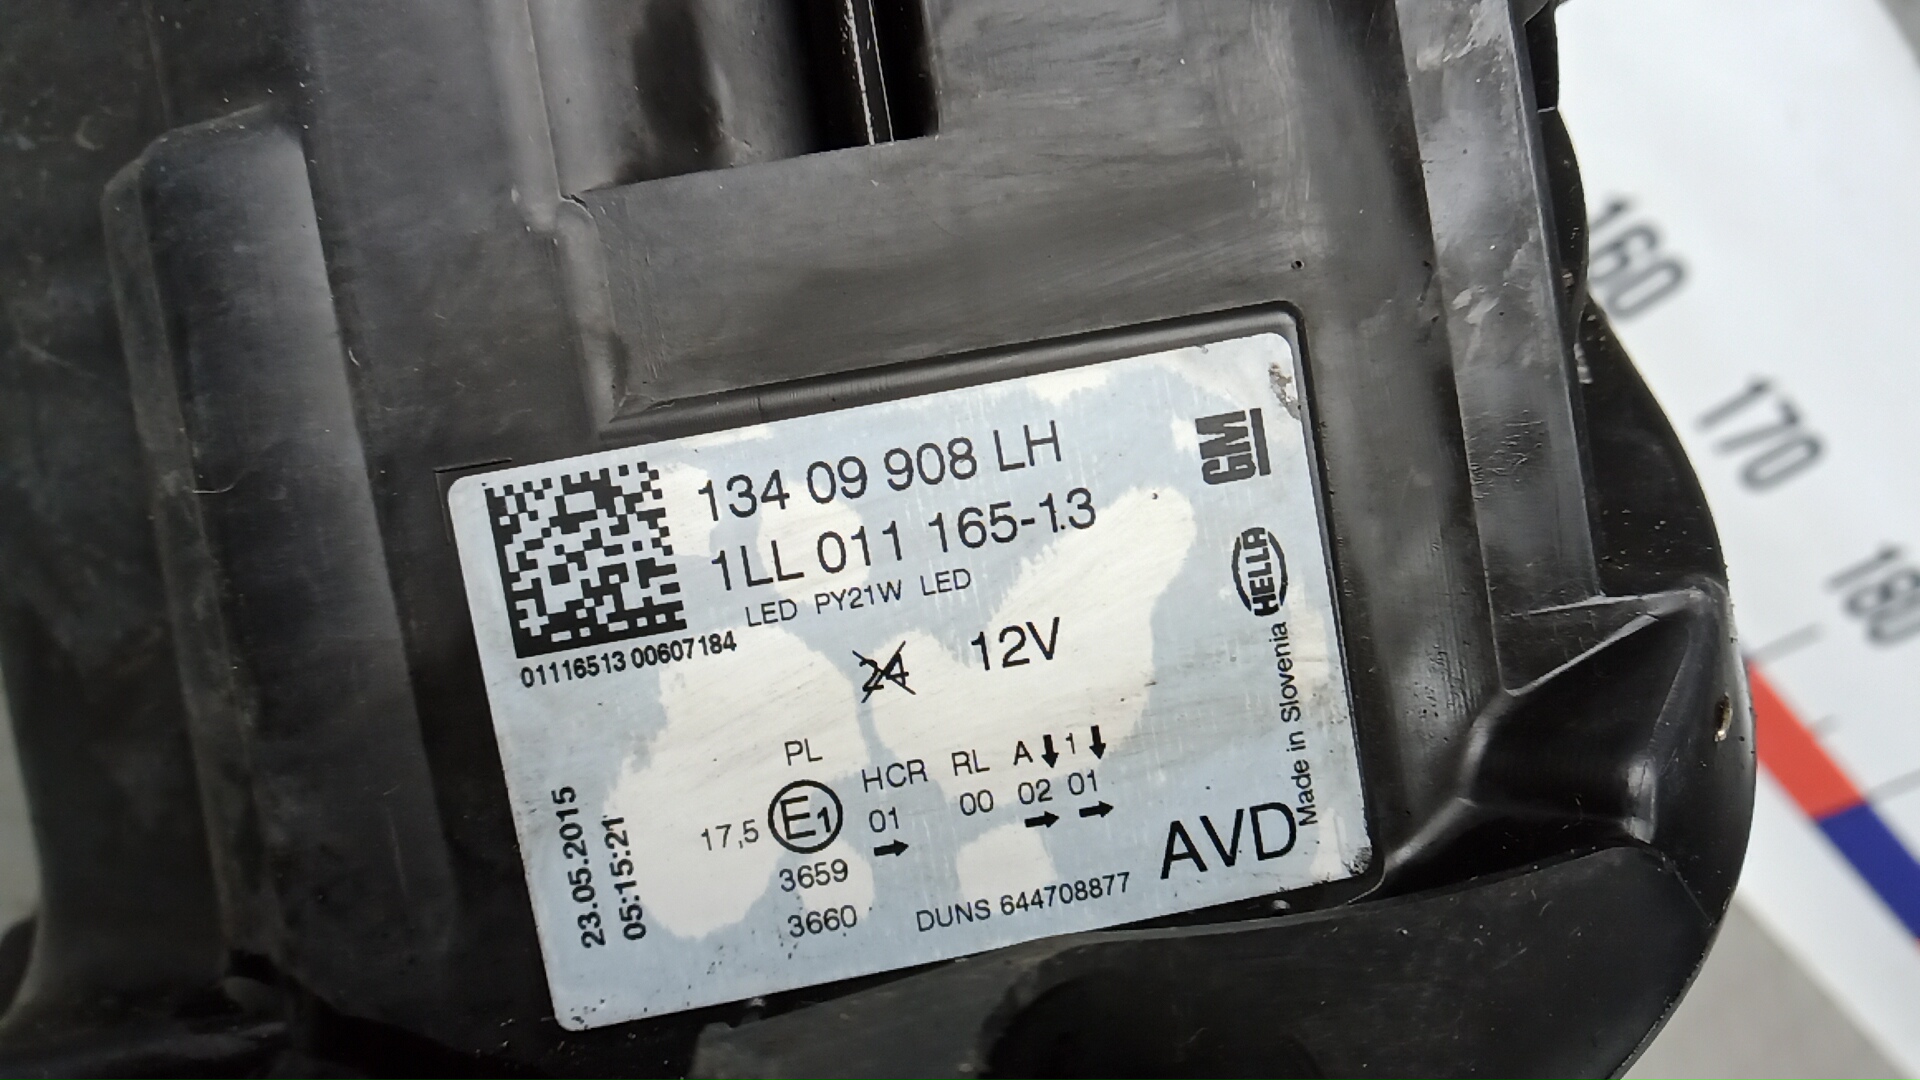 134 09 908 LH
1LL 011 165-1.3
LED PY21W LED
01116513 00607184
24 12V
GM
HELLA
Made in Slovenia
23.05.2015
05:15:21
PL
HCR RL A ⬇ 1 ⬇
17,5 E1 01 00 02 01
➡ ➡ ➡
3659
3660
DUNS 644708877
AVD
160
170
180